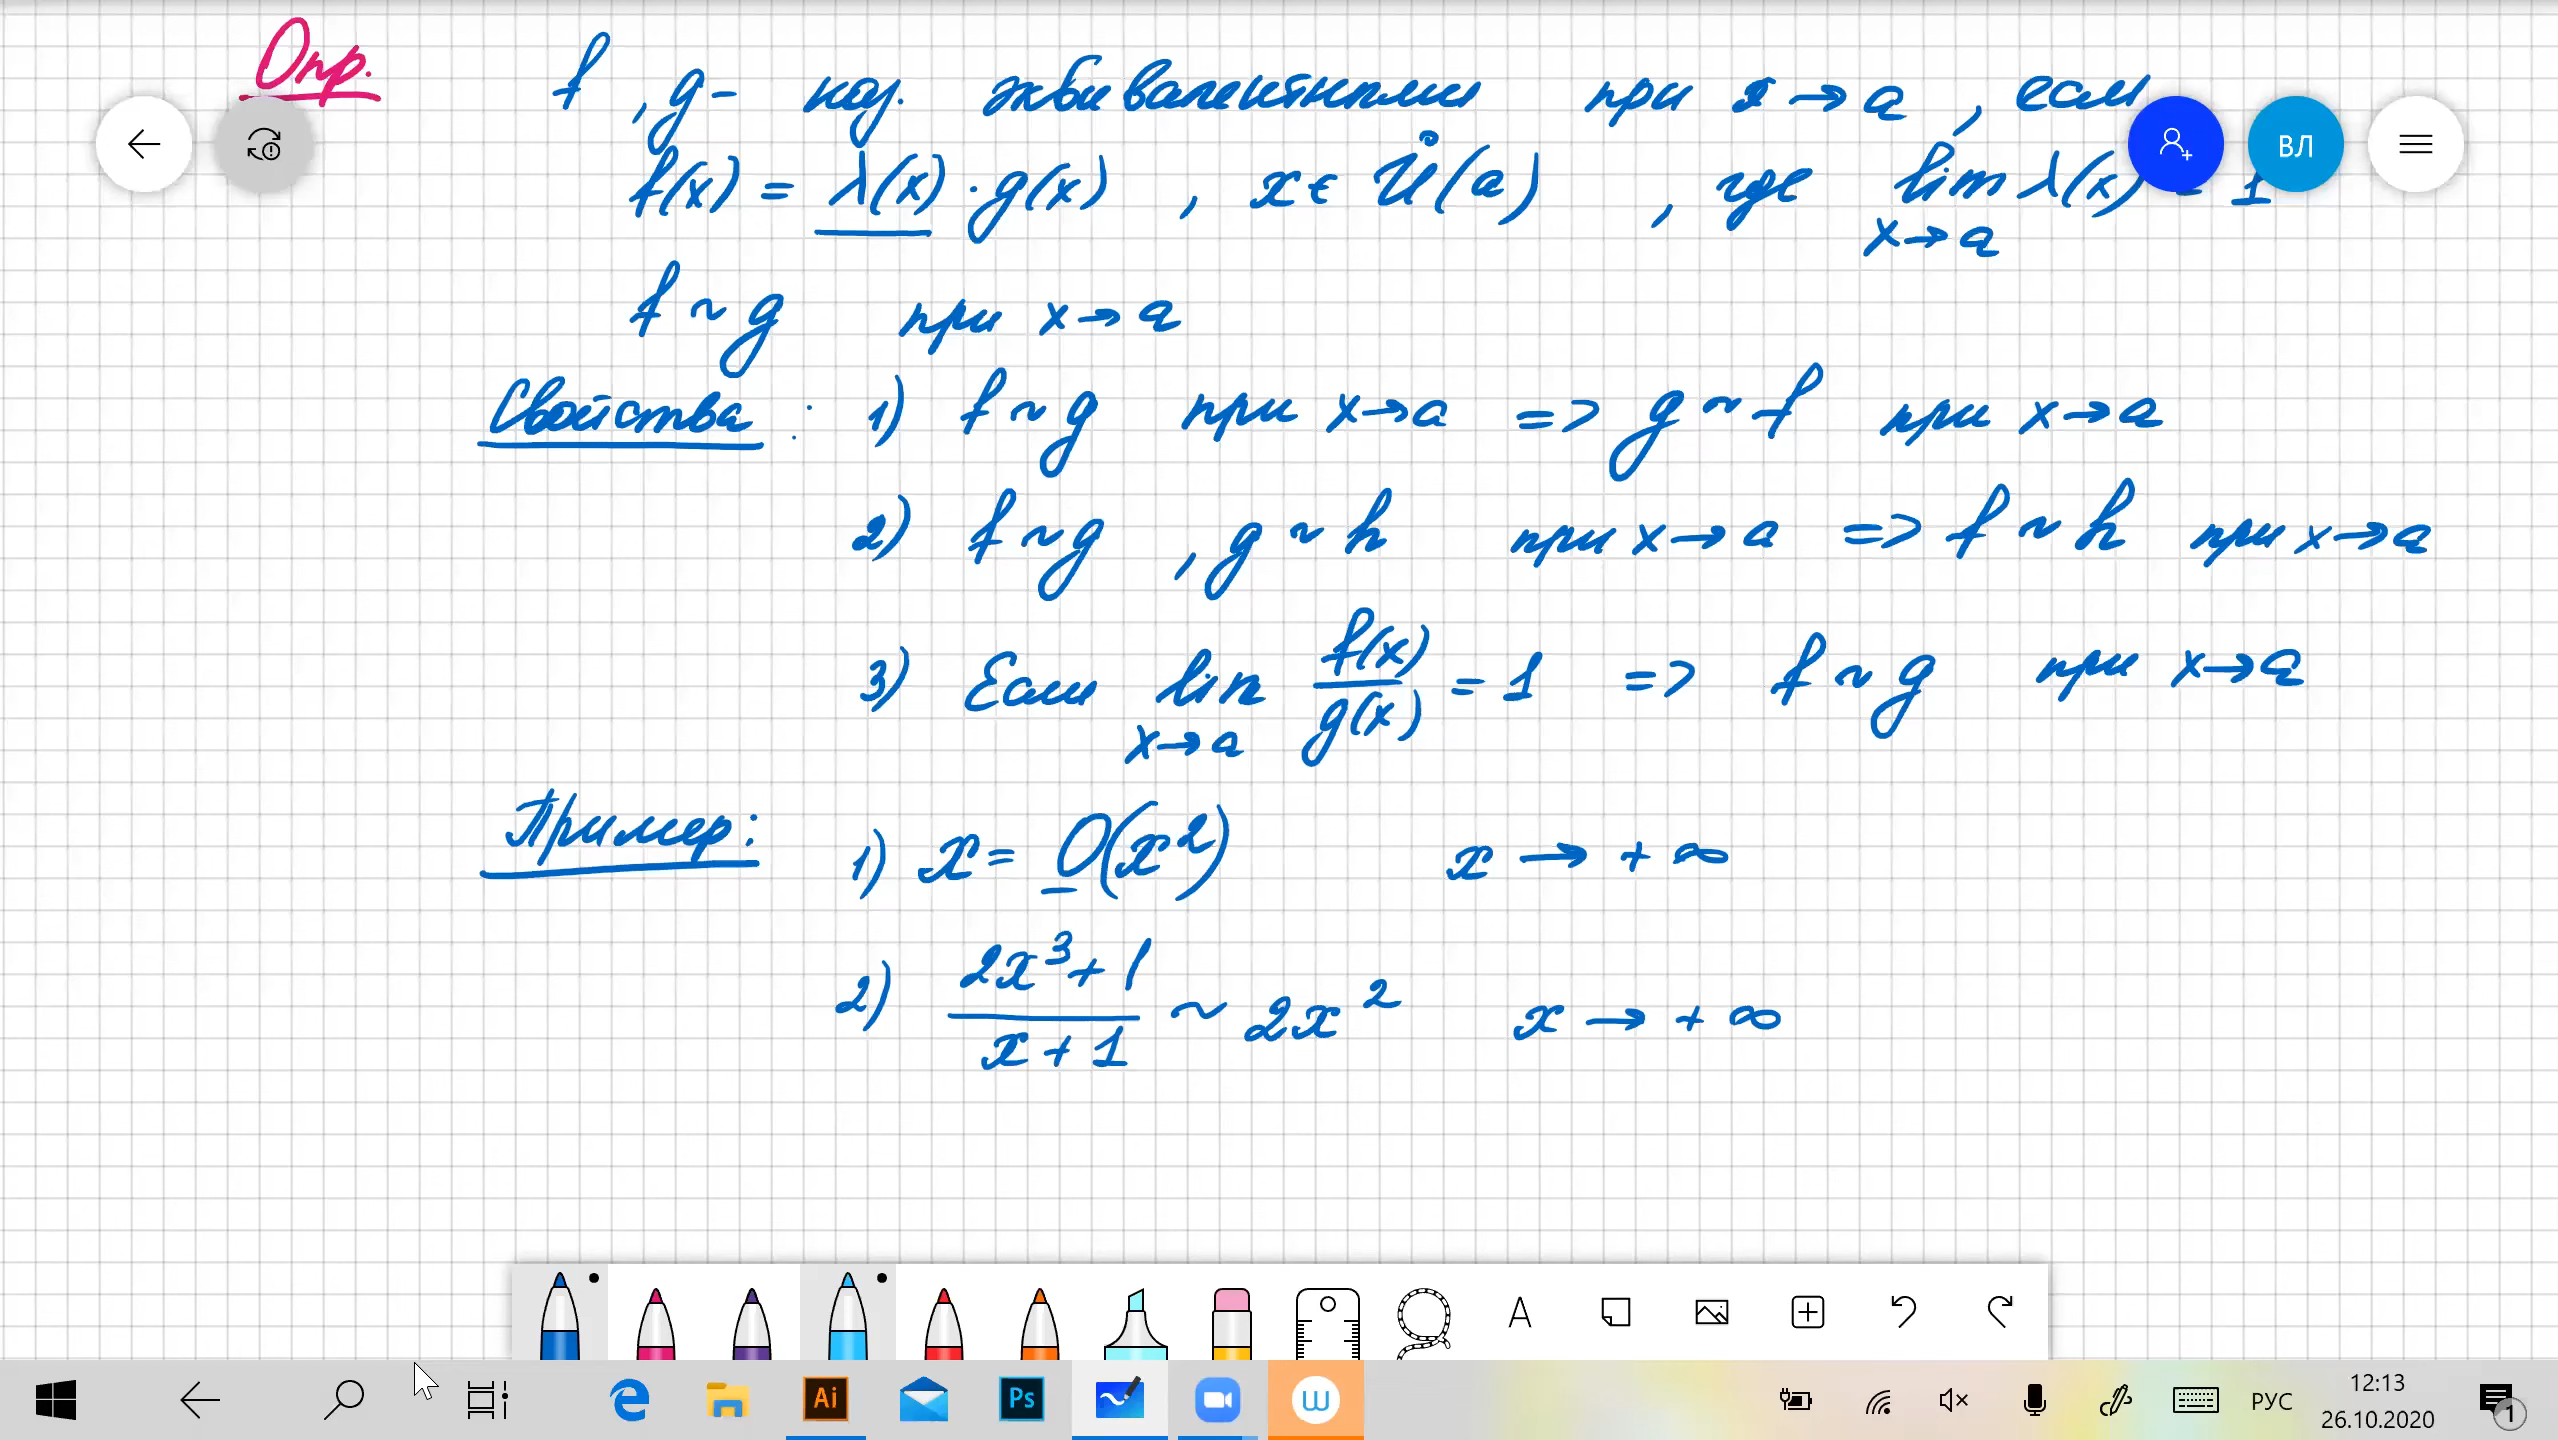 Опр. f, g - наз. эквивалентными при x → a, если
f(x) = λ(x) · g(x), x ∈ Ů(a), где lim λ(x) = 1
x→a
f ~ g при x → a
Свойства: 1) f ~ g при x → a => g ~ f при x → a
2) f ~ g, g ~ h при x → a => f ~ h при x → a
3) Если lim f(x)/g(x) = 1 => f ~ g при x → a
x→a
Пример: 1) x = O(x²) x → +∞
2) (2x³+1)/(x+1) ~ 2x² x → +∞
ВЛ
A
Ai
Ps
W
РУС
12:13
26.10.2020
1